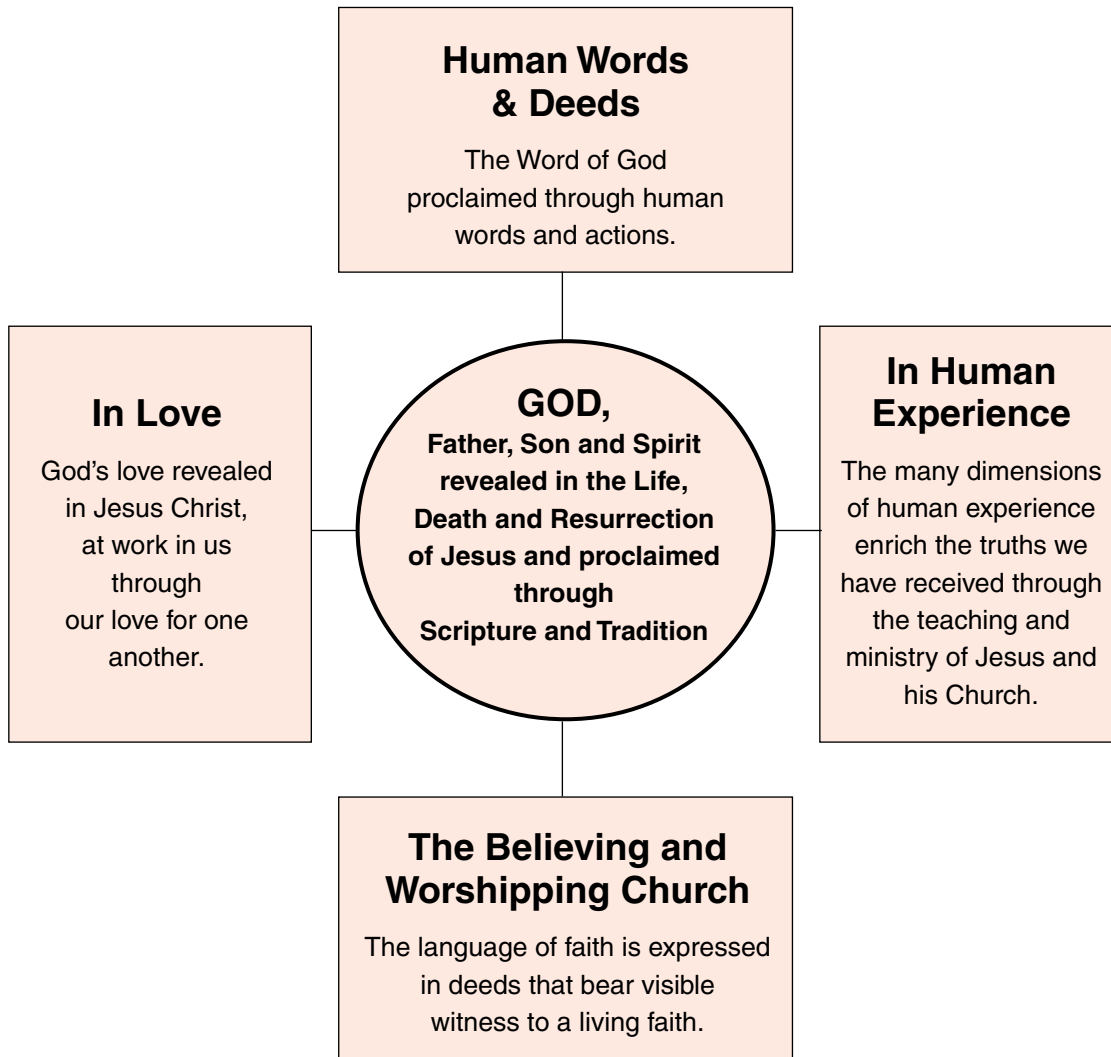 Human Words
& Deeds
The Word of God
proclaimed through human
words and actions.
In Love
God’s love revealed
in Jesus Christ,
at work in us
through
our love for one
another.
GOD,
Father, Son and Spirit
revealed in the Life,
Death and Resurrection
of Jesus and proclaimed
through
Scripture and Tradition
In Human
Experience
The many dimensions
of human experience
enrich the truths we
have received through
the teaching and
ministry of Jesus and
his Church.
The Believing and
Worshipping Church
The language of faith is expressed
in deeds that bear visible
witness to a living faith.